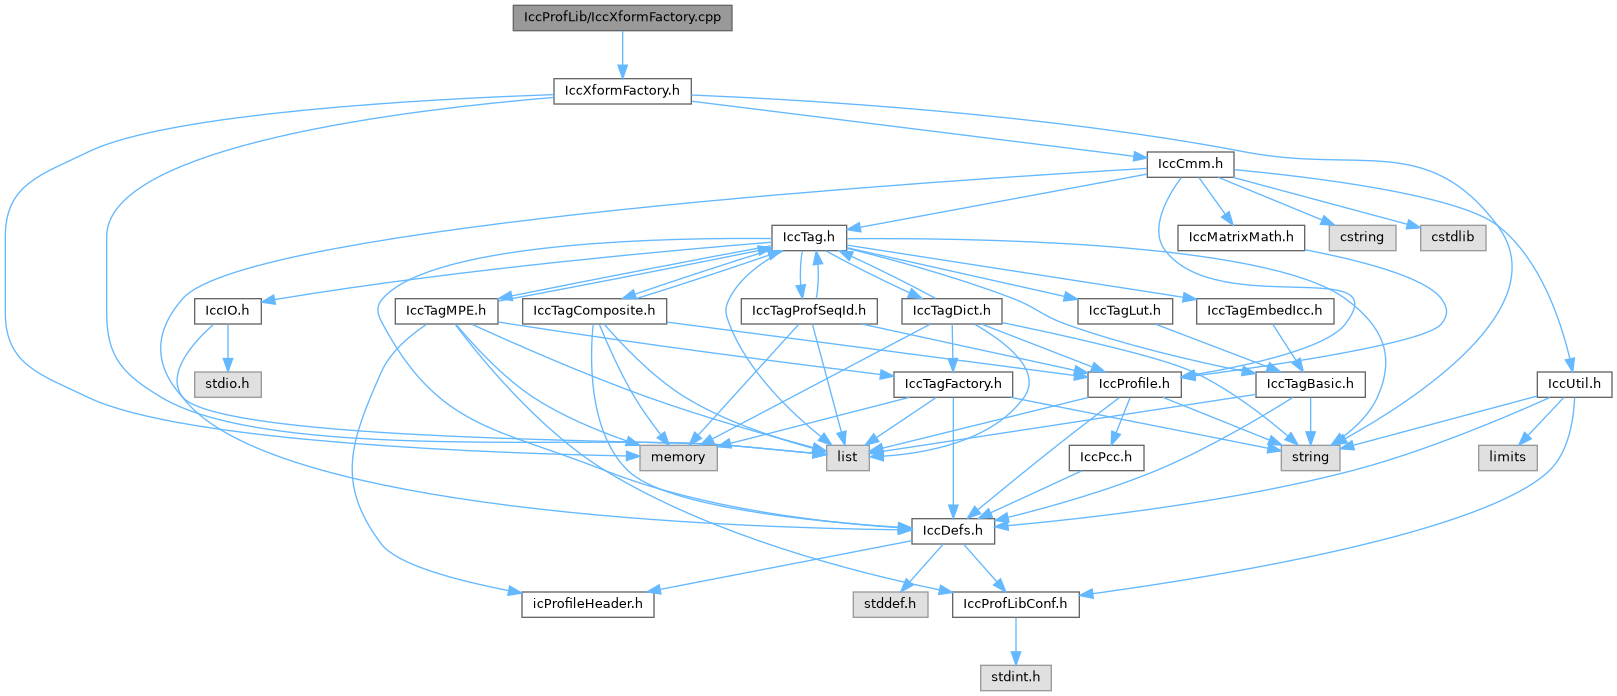 IccProfLib/IccXformFactory.cpp
IccXformFactory.h
IccCmm.h
IccTag.h
IccMatrixMath.h
cstring
cstdlib
IccIO.h
IccTagMPE.h
IccTagComposite.h
IccTagProfSeqId.h
IccTagDict.h
IccTagLut.h
IccTagEmbedIcc.h
stdio.h
IccTagFactory.h
IccProfile.h
IccTagBasic.h
IccUtil.h
memory
list
IccPcc.h
string
limits
IccDefs.h
icProfileHeader.h
stddef.h
IccProfLibConf.h
stdint.h